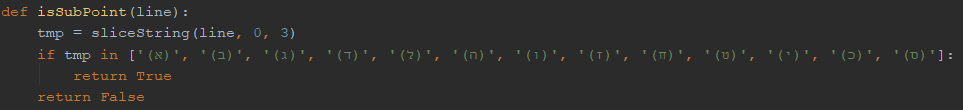 def isSubPoint(line):
tmp = sliceString(line, 0, 3)
if tmp in ['(א)', '(ב)', '(ג)', '(ד)', '(ל)', '(ה)', '(ו)', '(ז)', '(ח)', '(ט)', '(י)', '(כ)', '(ס)']:
return True
return False